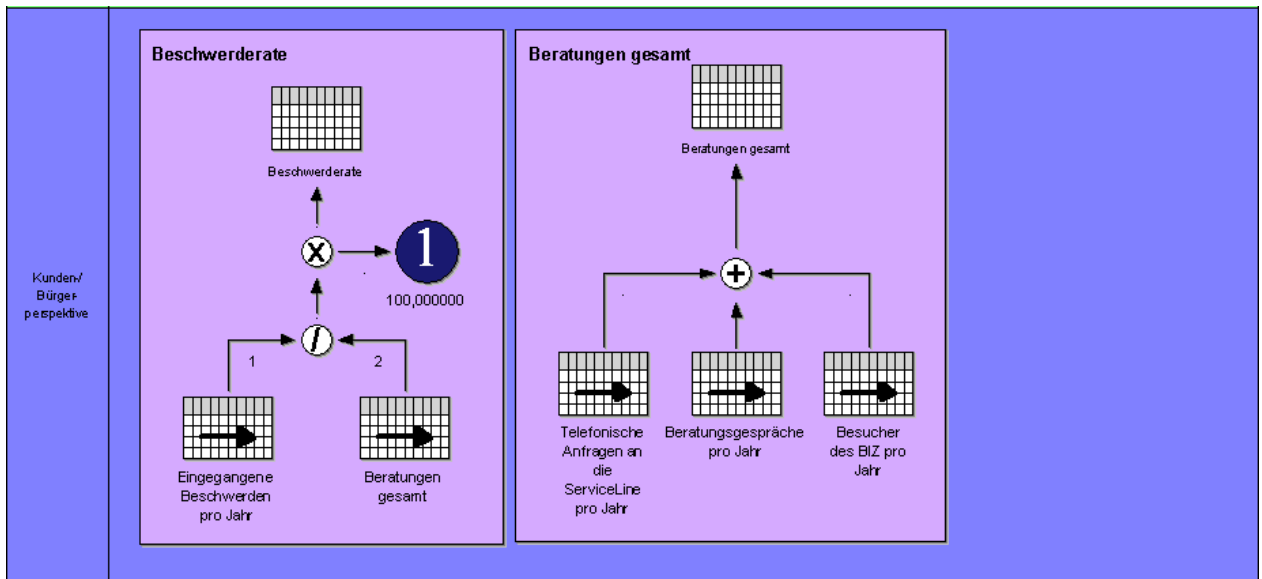 Kunden-/
Bürger-
perspektive
Beschwerderate
Beschwerderate
X
1
100,000000
/
1
2
Eingegangene
Beschwerden
pro Jahr
Beratungen
gesamt
Beratungen gesamt
Beratungen gesamt
+
Telefonische
Anfragen an
die
ServiceLine
pro Jahr
Beratungsgespräche
pro Jahr
Besucher
des BIZ pro
Jahr